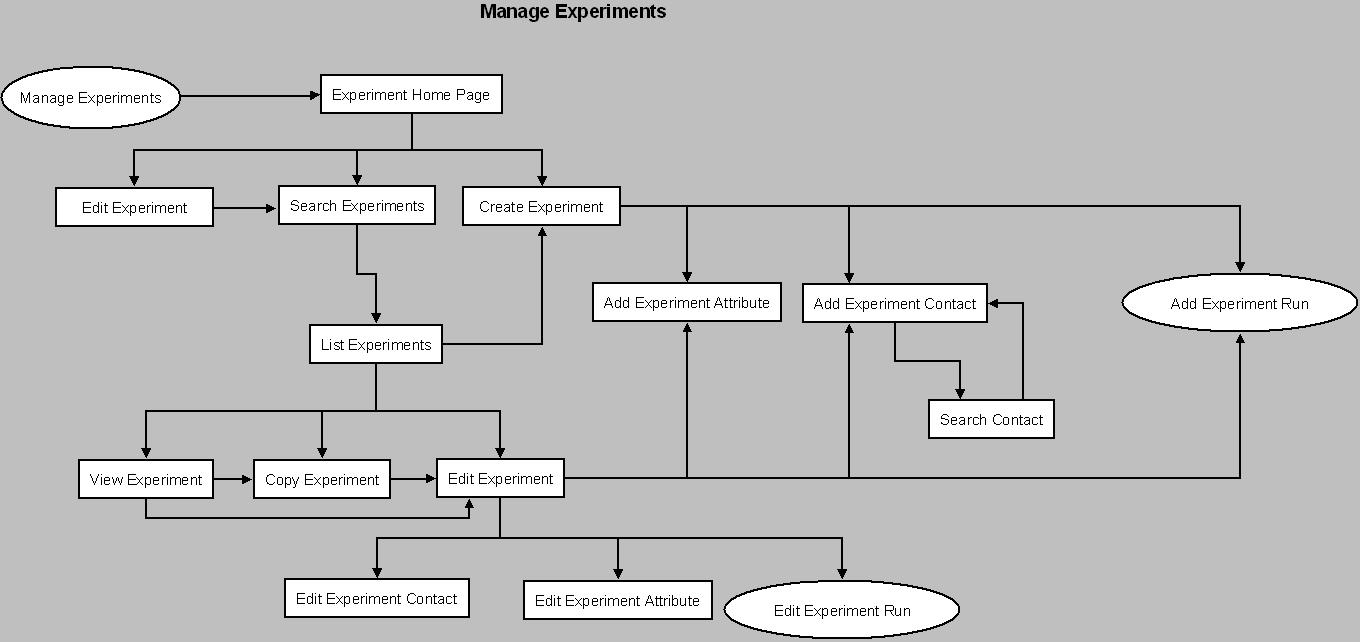 Manage Experiments
Manage Experiments
Experiment Home Page
Edit Experiment
Search Experiments
Create Experiment
Add Experiment Attribute
Add Experiment Contact
Add Experiment Run
List Experiments
Search Contact
View Experiment
Copy Experiment
Edit Experiment
Edit Experiment Contact
Edit Experiment Attribute
Edit Experiment Run